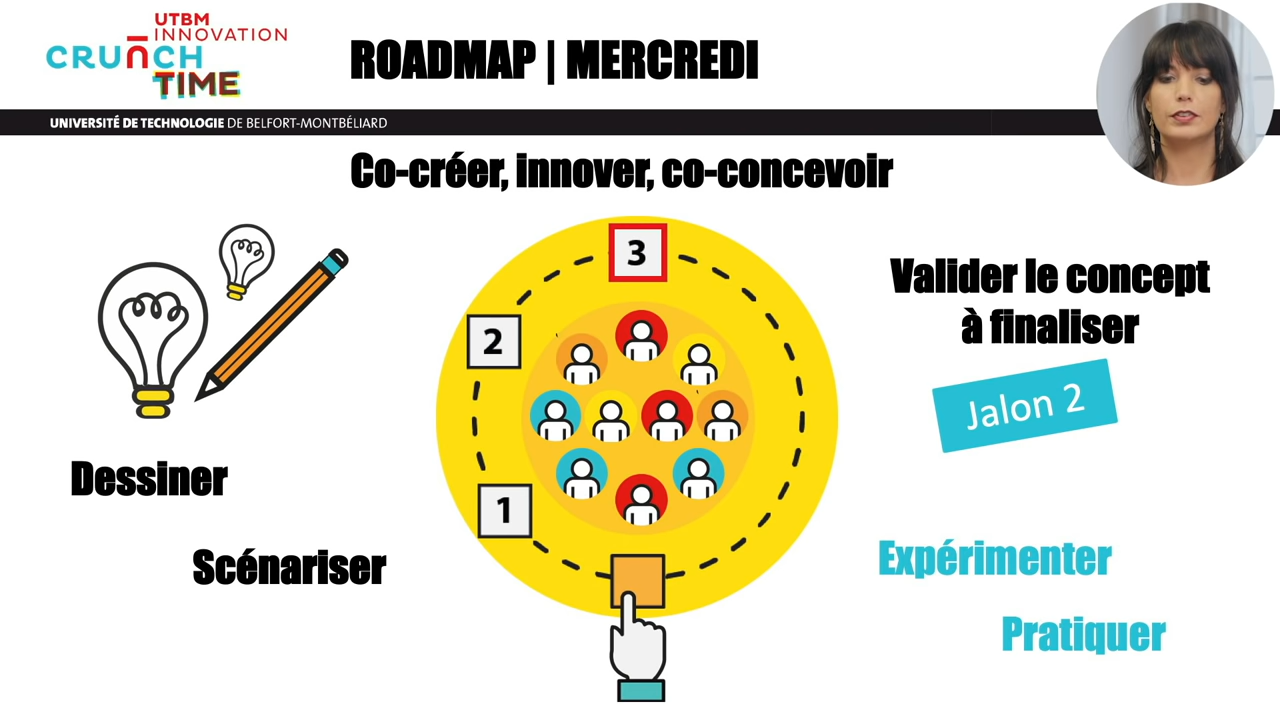 UTBM
INNOVATION
CRUNCH
TIME
ROADMAP | MERCREDI
UNIVERSITÉ DE TECHNOLOGIE DE BELFORT-MONTBÉLIARD
Co-créer, innover, co-concevoir
3
2
1
Dessiner
Scénariser
Valider le concept
à finaliser
Jalon 2
Expérimenter
Pratiquer